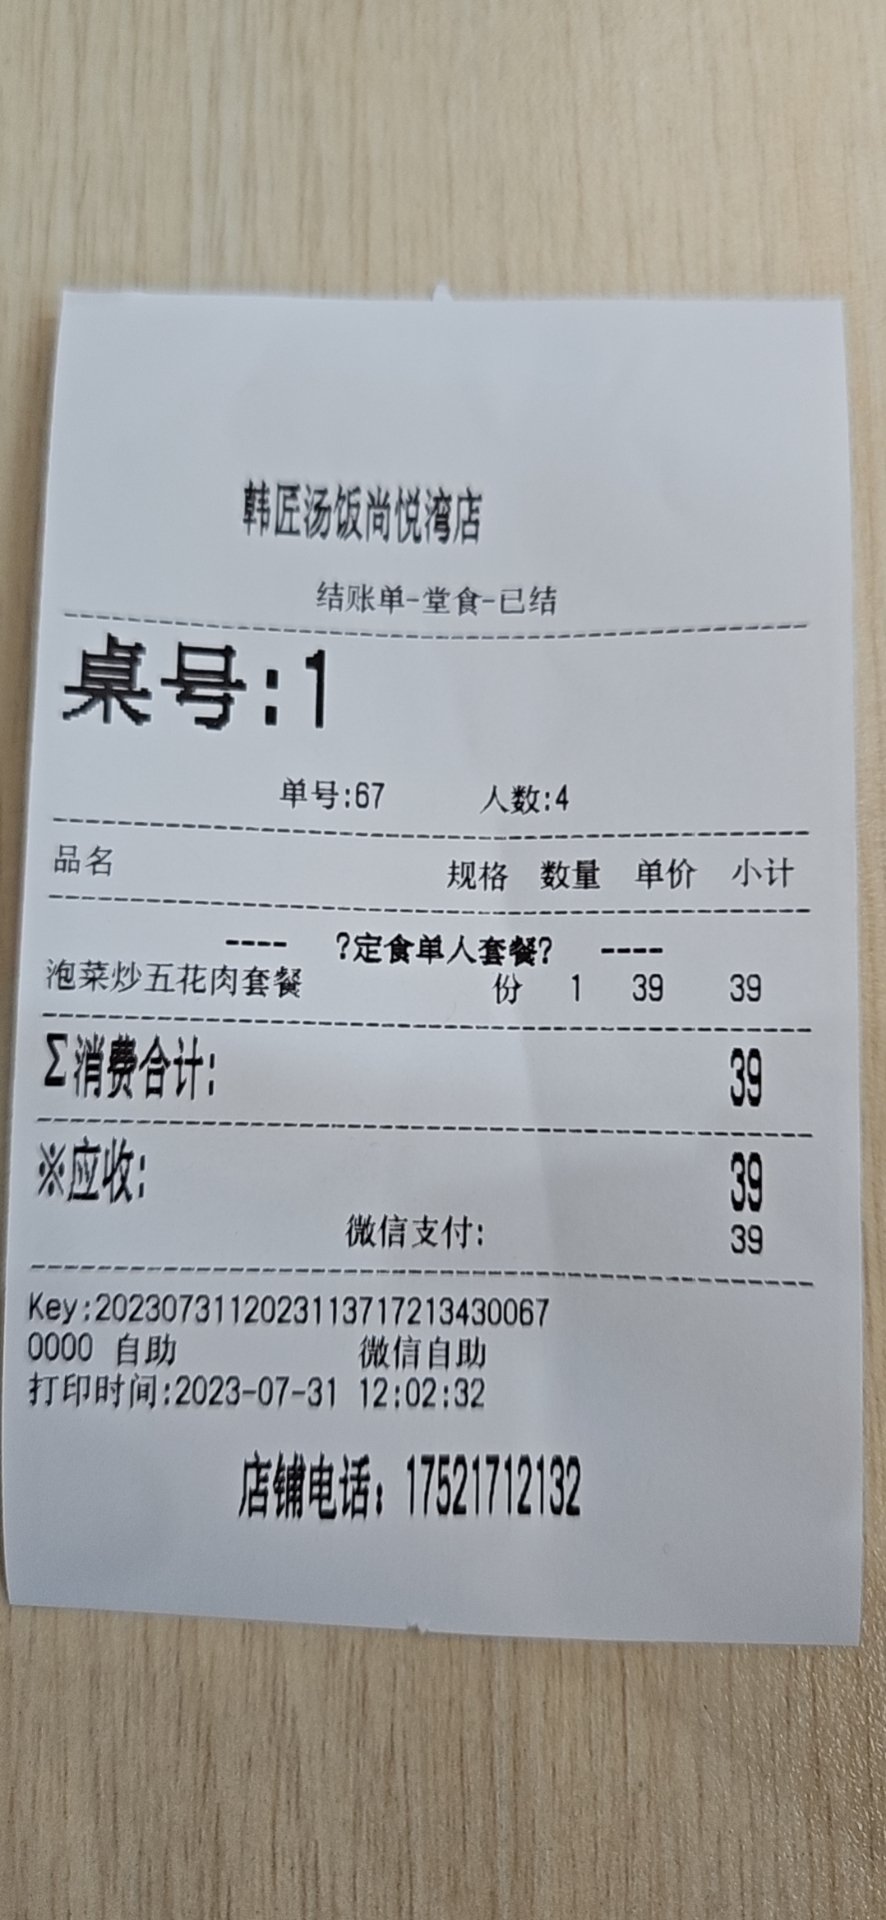 韩匠汤饭尚悦湾店
结账单-堂食-已结
桌号:1
单号:67 人数:4
品名 规格 数量 单价 小计
---- ?定食单人套餐? ----
泡菜炒五花肉套餐 份 1 39 39
Σ消费合计: 39
※应收: 39
微信支付: 39
Key:2023073112023113717213430067
0000 自助 微信自助
打印时间:2023-07-31 12:02:32
店铺电话：17521712132